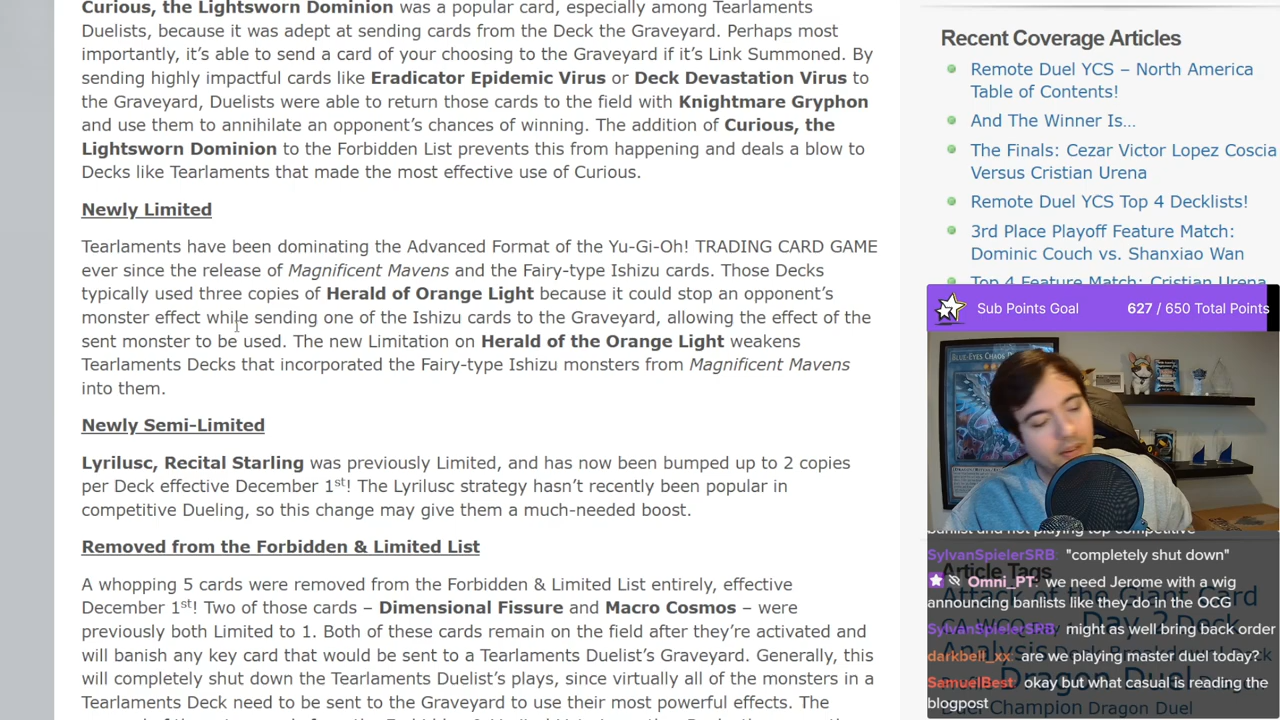 Curious, the Lightsworn Dominion was a popular card, especially among Tearlaments
Duelists, because it was adept at sending cards from the Deck the Graveyard. Perhaps most
importantly, it's able to send a card of your choosing to the Graveyard if it's Link Summoned. By
sending highly impactful cards like Eradicator Epidemic Virus or Deck Devastation Virus to
the Graveyard, Duelists were able to return those cards to the field with Knightmare Gryphon
and use them to annihilate an opponent's chances of winning. The addition of Curious, the
Lightsworn Dominion to the Forbidden List prevents this from happening and deals a blow to
Decks like Tearlaments that made the most effective use of Curious.
Newly Limited
Tearlaments have been dominating the Advanced Format of the Yu-Gi-Oh! TRADING CARD GAME
ever since the release of Magnificent Mavens and the Fairy-type Ishizu cards. Those Decks
typically used three copies of Herald of Orange Light because it could stop an opponent's
monster effect while sending one of the Ishizu cards to the Graveyard, allowing the effect of the
sent monster to be used. The new Limitation on Herald of the Orange Light weakens
Tearlaments Decks that incorporated the Fairy-type Ishizu monsters from Magnificent Mavens
into them.
Newly Semi-Limited
Lyrilusc, Recital Starling was previously Limited, and has now been bumped up to 2 copies
per Deck effective December 1st! The Lyrilusc strategy hasn't recently been popular in
competitive Dueling, so this change may give them a much-needed boost.
Removed from the Forbidden & Limited List
A whopping 5 cards were removed from the Forbidden & Limited List entirely, effective
December 1st! Two of those cards – Dimensional Fissure and Macro Cosmos – were
previously both Limited to 1. Both of these cards remain on the field after they're activated and
will banish any key card that would be sent to a Tearlaments Duelist's Graveyard. Generally, this
will completely shut down the Tearlaments Duelist's plays, since virtually all of the monsters in a
Tearlaments Deck need to be sent to the Graveyard to use their most powerful effects. The
Recent Coverage Articles
Remote Duel YCS – North America
Table of Contents!
And The Winner Is...
The Finals: Cezar Victor Lopez Coscia
Versus Cristian Urena
Remote Duel YCS Top 4 Decklists!
3rd Place Playoff Feature Match:
Dominic Couch vs. Shanxiao Wan
Top 4 Feature Match: Cristian Urena
Sub Points Goal 627 / 650 Total Points
BLUE-EYES CHAOS
banlist and not playing top competitive
SylvanSpielerSRB: "completely shut down"
Article Tags
Omni_PT: we need Jerome with a wig
announcing banlists like they do in the OCG
Attack of the Giant Card
Day 2 Deck
SylvanSpielerSRB: might as well bring back order
darkbell_xx: are we playing master duel today?
Dragon Duel
SamuelBest: okay but what casual is reading the
blogpost
Duel Champion Dragon Duel